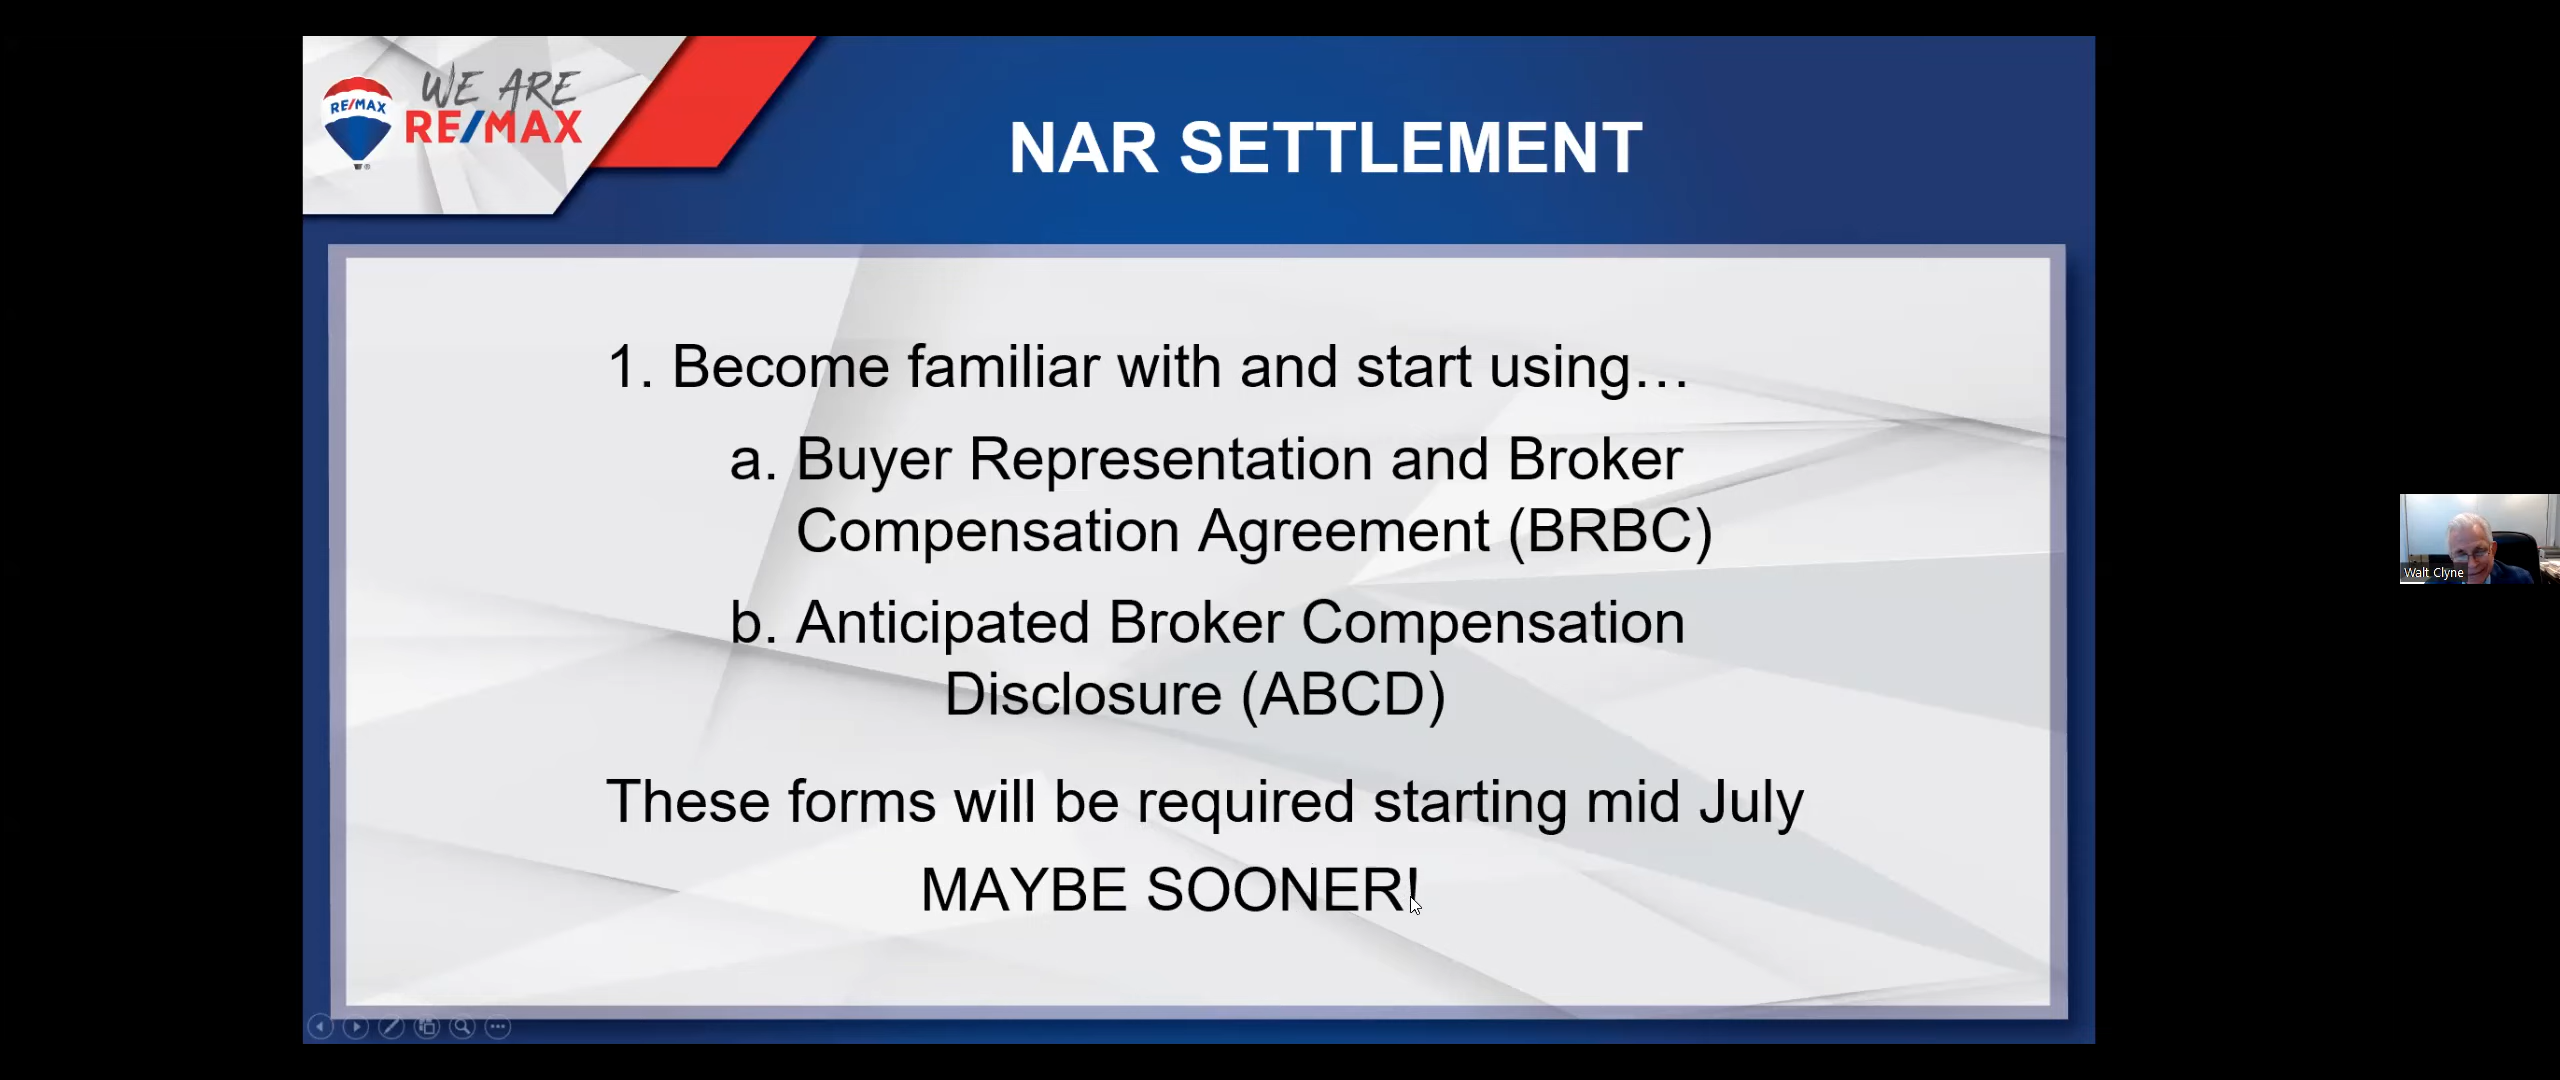 RE/MAX
WE ARE
RE/MAX
NAR SETTLEMENT
1. Become familiar with and start using…
a. Buyer Representation and Broker
Compensation Agreement (BRBC)
b. Anticipated Broker Compensation
Disclosure (ABCD)
These forms will be required starting mid July
MAYBE SOONER!
Walt Clyne